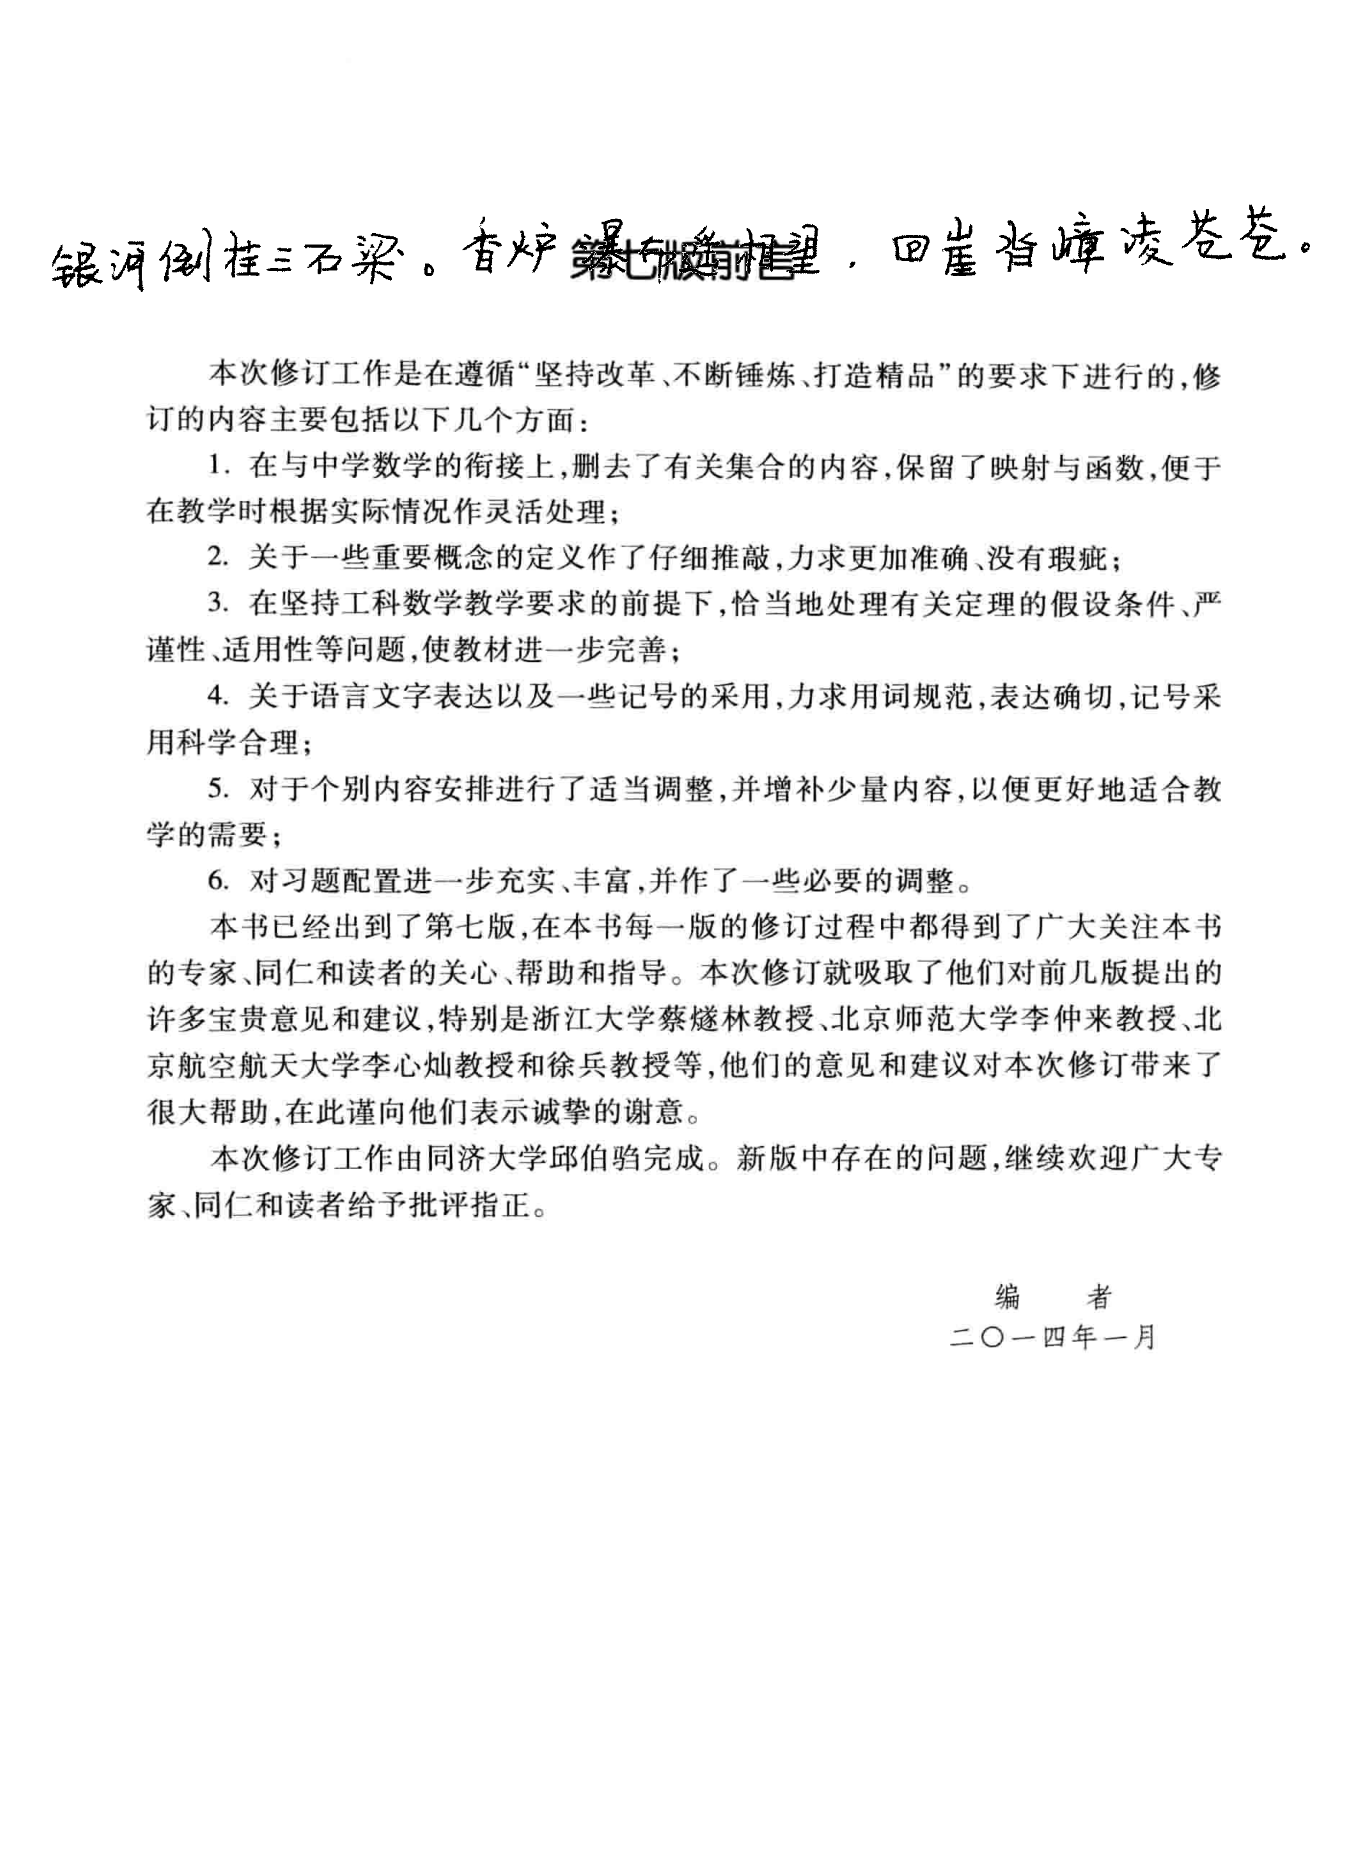 银河倒挂三石梁。香炉瀑布遥相望,回崖沓嶂凌苍苍。
第七版前言
本次修订工作是在遵循“坚持改革、不断锤炼、打造精品”的要求下进行的,修
订的内容主要包括以下几个方面:
1. 在与中学数学的衔接上,删去了有关集合的内容,保留了映射与函数,便于
在教学时根据实际情况作灵活处理;
2. 关于一些重要概念的定义作了仔细推敲,力求更加准确、没有瑕疵;
3. 在坚持工科数学教学要求的前提下,恰当地处理有关定理的假设条件、严
谨性、适用性等问题,使教材进一步完善;
4. 关于语言文字表达以及一些记号的采用,力求用词规范,表达确切,记号采
用科学合理;
5. 对于个别内容安排进行了适当调整,并增补少量内容,以便更好地适合教
学的需要;
6. 对习题配置进一步充实、丰富,并作了一些必要的调整。
本书已经出到了第七版,在本书每一版的修订过程中都得到了广大关注本书
的专家、同仁和读者的关心、帮助和指导。本次修订就吸取了他们对前几版提出的
许多宝贵意见和建议,特别是浙江大学蔡燧林教授、北京师范大学李仲来教授、北
京航空航天大学李心灿教授和徐兵教授等,他们的意见和建议对本次修订带来了
很大帮助,在此谨向他们表示诚挚的谢意。
本次修订工作由同济大学邱伯驺完成。新版中存在的问题,继续欢迎广大专
家、同仁和读者给予批评指正。
编 者
二〇一四年一月